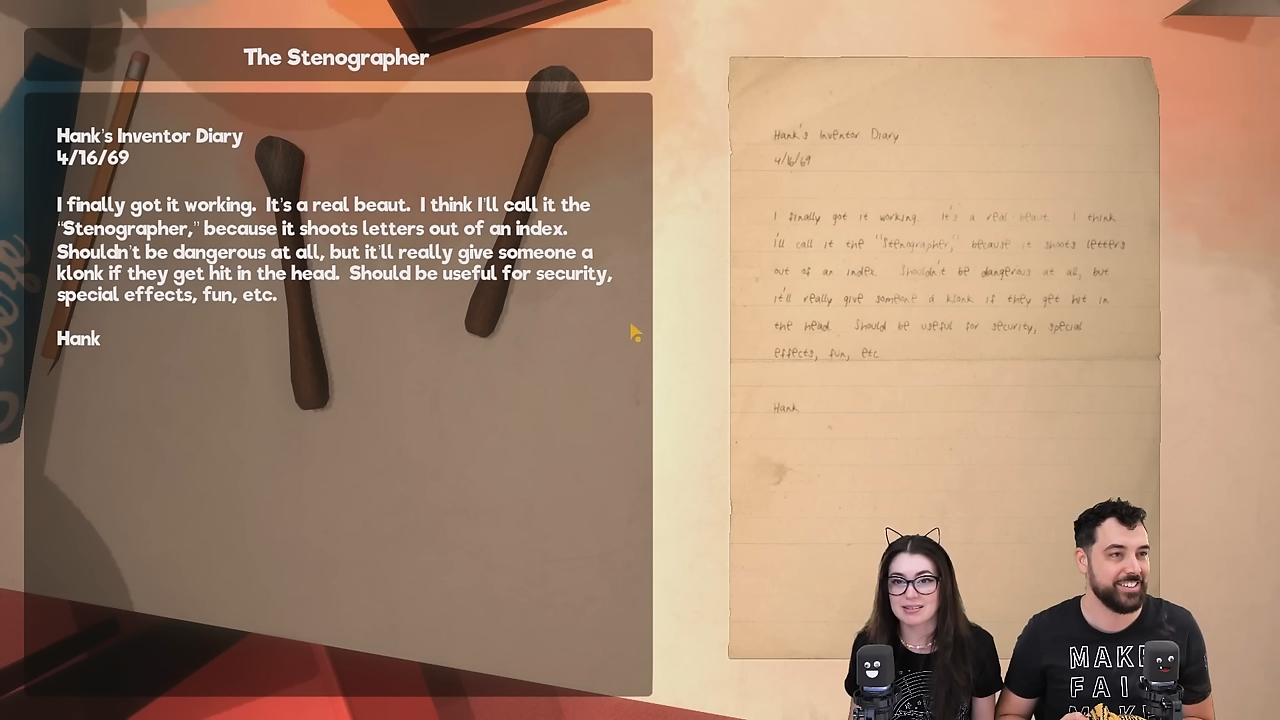 The Stenographer
Hank's Inventor Diary
4/16/69
I finally got it working.  It's a real beaut.  I think I'll call it the
“Stenographer,” because it shoots letters out of an index.
Shouldn't be dangerous at all, but it'll really give someone a
klonk if they get hit in the head.  Should be useful for security,
special effects, fun, etc.
Hank
Hank's Inventor Diary
4/16/69
I finally got it working.  It's a real beaut.  I think
I'll call it the "Stenographer," because it shoots letters
out of an index.  Shouldn't be dangerous at all, but
it'll really give someone a klonk if they get hit in
the head.  Should be useful for security, special
effects, fun, etc
Hank
MAK
FAI